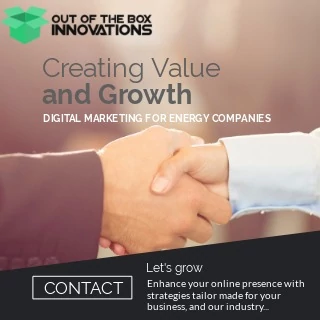 OUT OF THE BOX
INNOVATIONS
Creating Value
and Growth
DIGITAL MARKETING FOR ENERGY COMPANIES
Let's grow
CONTACT
Enhance your online presence with
strategies tailor made for your
business, and our industry...